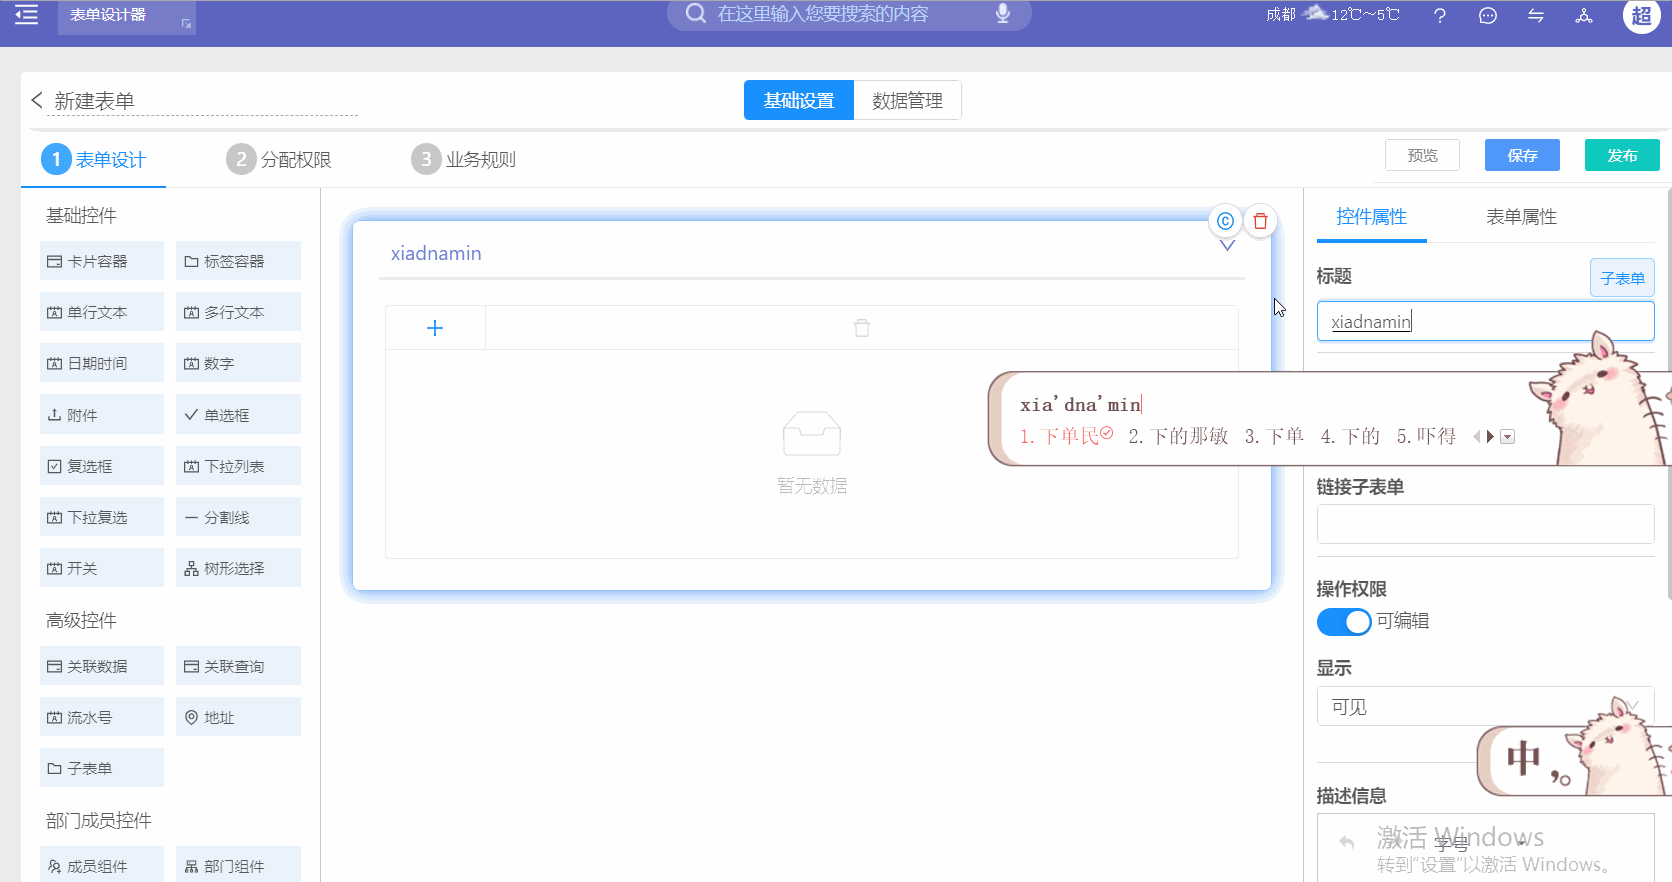 表单设计器
在这里输入您要搜索的内容
成都 12℃～5℃
?
超
新建表单
基础设置 数据管理
1 表单设计 2 分配权限 3 业务规则
预览 保存 发布
基础控件
卡片容器 标签容器
单行文本 多行文本
日期时间 数字
附件 单选框
复选框 下拉列表
下拉复选 分割线
开关 树形选择
高级控件
关联数据 关联查询
流水号 地址
子表单
部门成员控件
成员组件 部门组件
xiadnamin
暂无数据
控件属性 表单属性
标题 子表单
xiadnamin
xia'dna'min
1.下单民 2.下的那敏 3.下单 4.下的 5.吓得
链接子表单
操作权限
可编辑
显示
可见
中，。
描述信息
字号
激活 Windows
转到"设置"以激活 Windows。